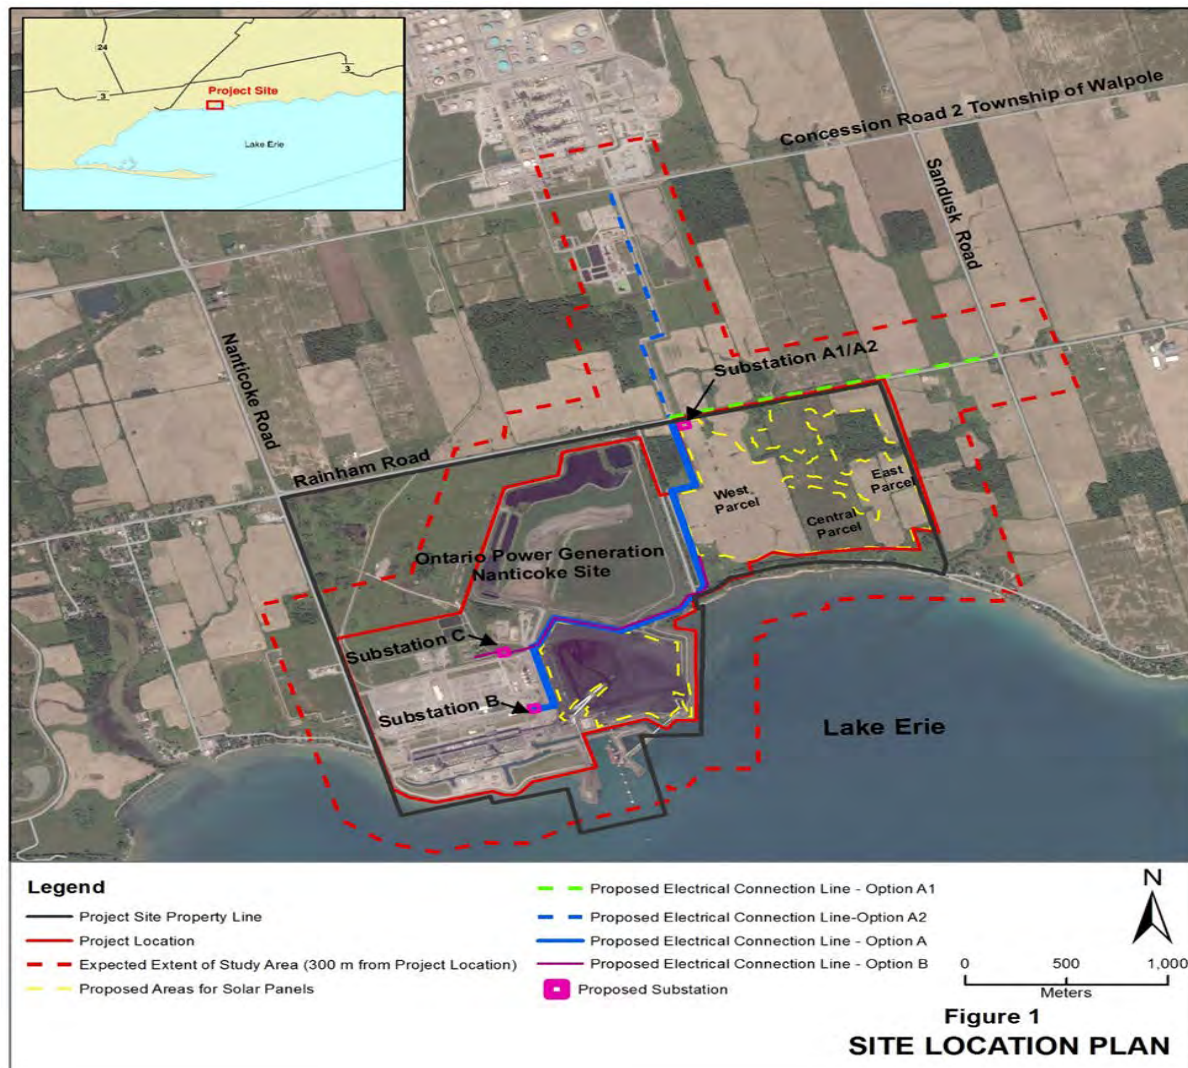 24
3
3
Project Site
Lake Erie
Concession Road 2 Township of Walpole
Sandusk Road
Nanticoke Road
Substation A1/A2
Rainham Road
West
Parcel
East
Parcel
Central
Parcel
Ontario Power Generation
Nanticoke Site
Substation C
Substation B
Lake Erie
Legend
Project Site Property Line
Project Location
Expected Extent of Study Area (300 m from Project Location)
Proposed Areas for Solar Panels
Proposed Electrical Connection Line - Option A1
Proposed Electrical Connection Line-Option A2
Proposed Electrical Connection Line - Option A
Proposed Electrical Connection Line - Option B
Proposed Substation
N
0 500 1,000
Meters
Figure 1
SITE LOCATION PLAN